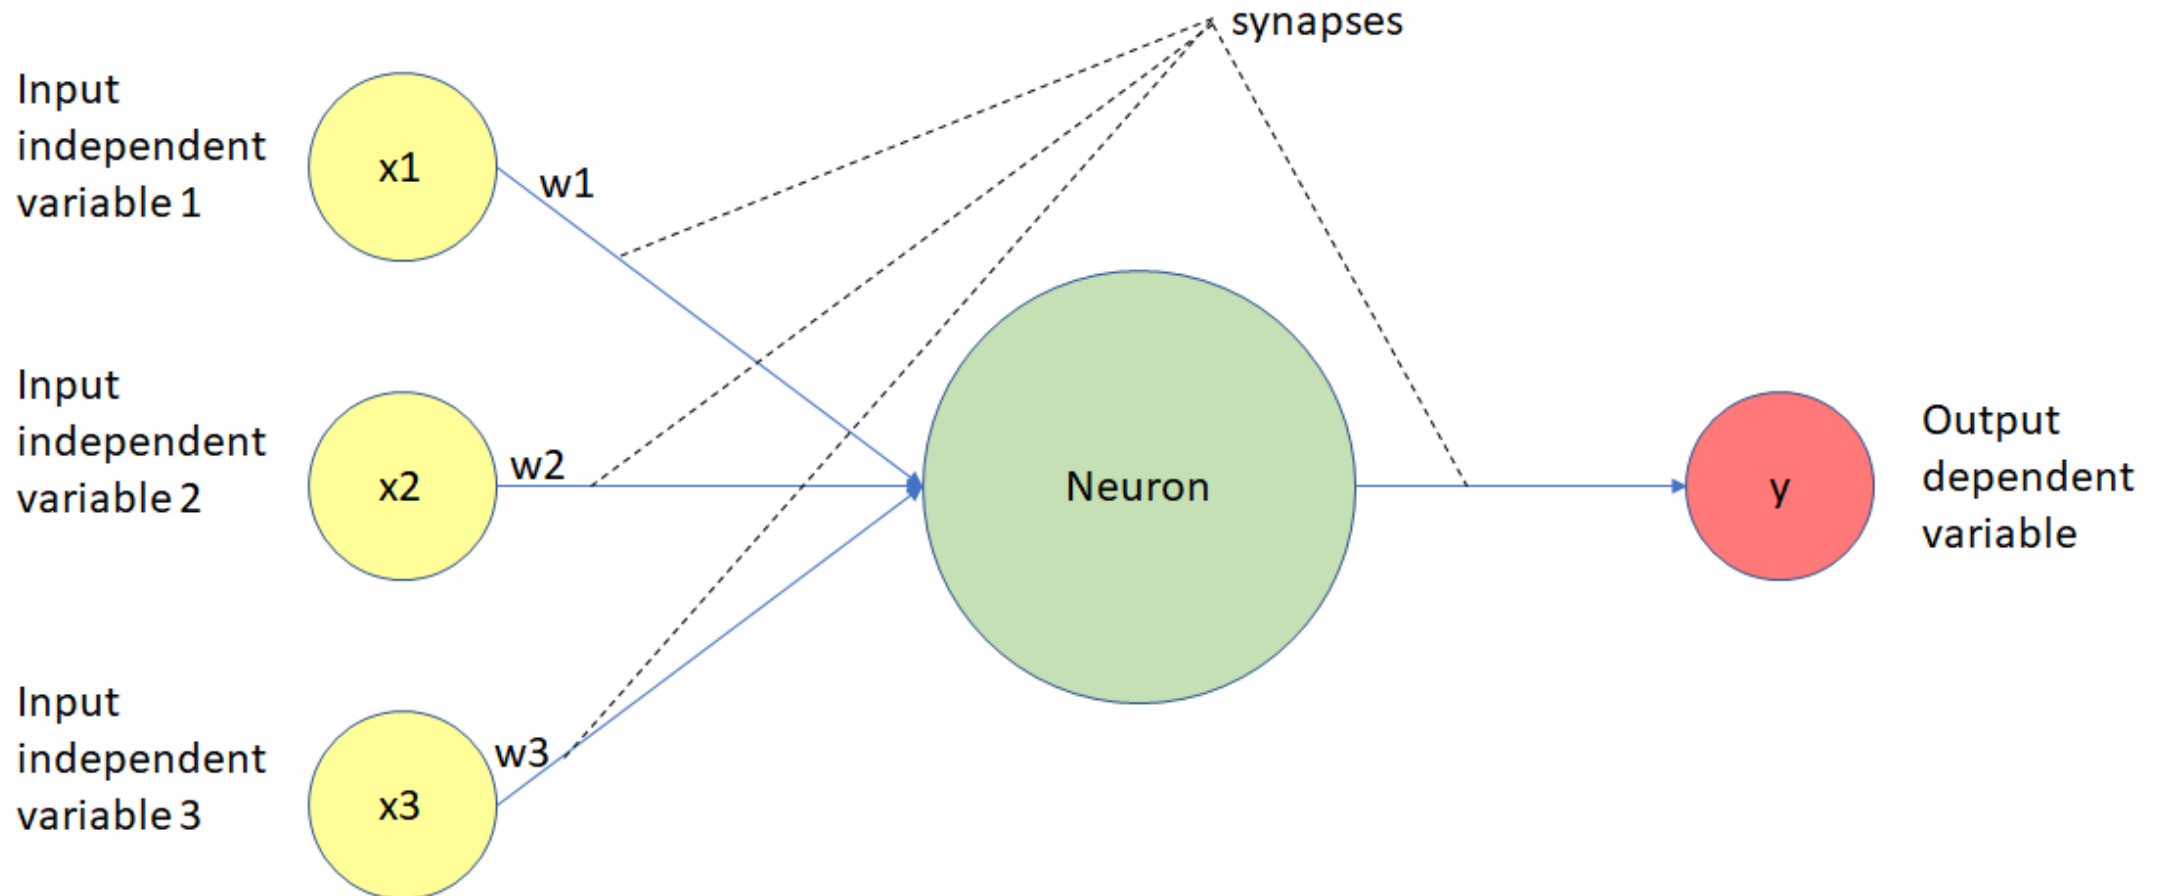 synapses
Input
independent
variable 1
x1
w1
Input
independent
variable 2
x2
w2
Neuron
y
Output
dependent
variable
Input
independent
variable 3
x3
w3